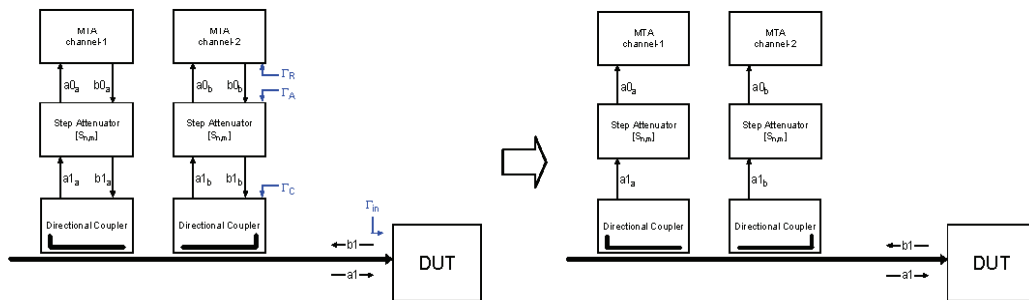 MTA
channel-1
MTA
channel-2
a0a
b0a
a0b
b0b
ΓR
ΓA
Step Attenuator
[Sn,m]
Step Attenuator
[Sn,m]
a1a
b1a
a1b
b1b
ΓC
Directional Coupler
Directional Coupler
Γin
b1
a1
DUT
MTA
channel-1
MTA
channel-2
a0a
a0b
Step Attenuator
[Sn,m]
Step Attenuator
[Sn,m]
a1a
a1b
Directional Coupler
Directional Coupler
b1
a1
DUT